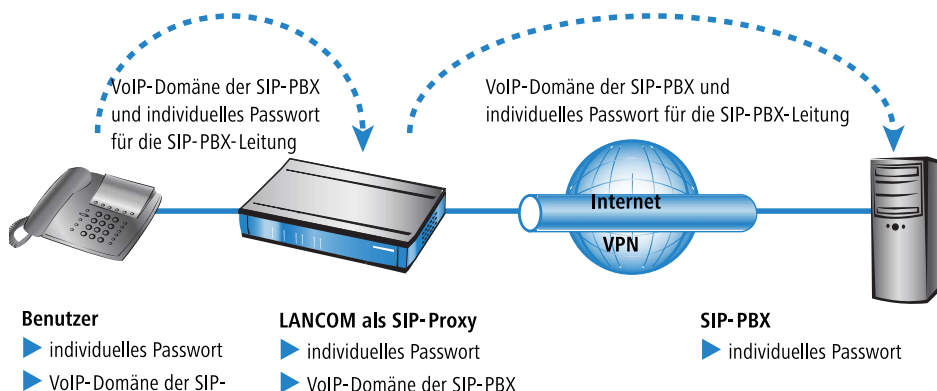 VoIP-Domäne der SIP-PBX
und individuelles Passwort
für die SIP-PBX-Leitung
VoIP-Domäne der SIP-PBX und
individuelles Passwort für die SIP-PBX-Leitung
Internet
VPN
Benutzer
individuelles Passwort
VoIP-Domäne der SIP-
LANCOM als SIP-Proxy
individuelles Passwort
VoIP-Domäne der SIP-PBX
SIP-PBX
individuelles Passwort